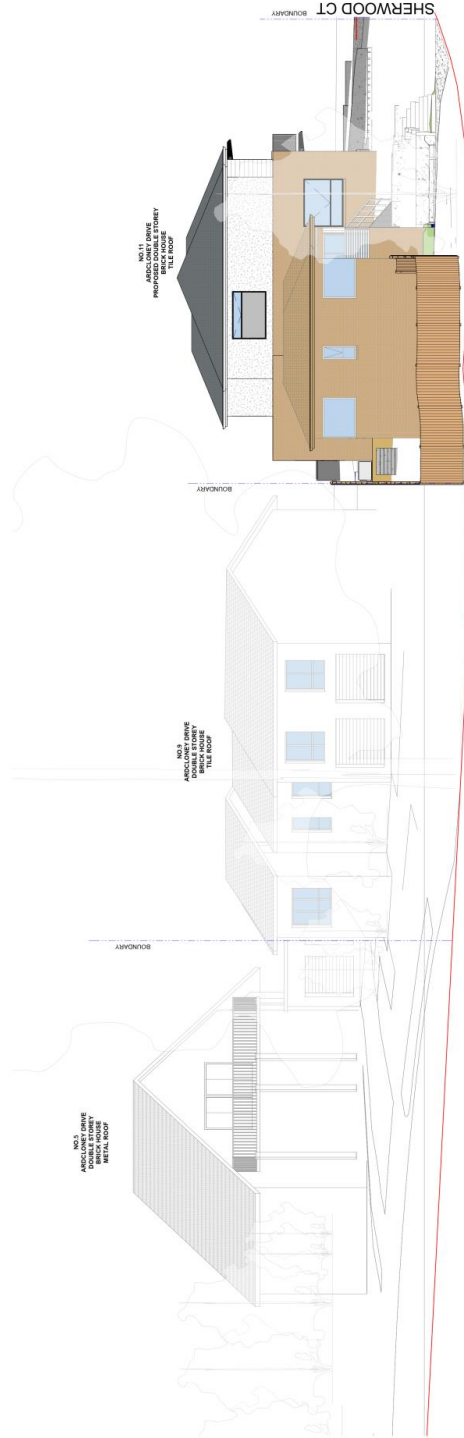 NO.5
ARDCLONEY DRIVE
DOUBLE STOREY
BRICK HOUSE
METAL ROOF
BOUNDARY
NO.9
ARDCLONEY DRIVE
DOUBLE STOREY
BRICK HOUSE
TILE ROOF
BOUNDARY
NO.11
ARDCLONEY DRIVE
PROPOSED DOUBLE STOREY
BRICK HOUSE
TILE ROOF
BOUNDARY
SHERWOOD CT